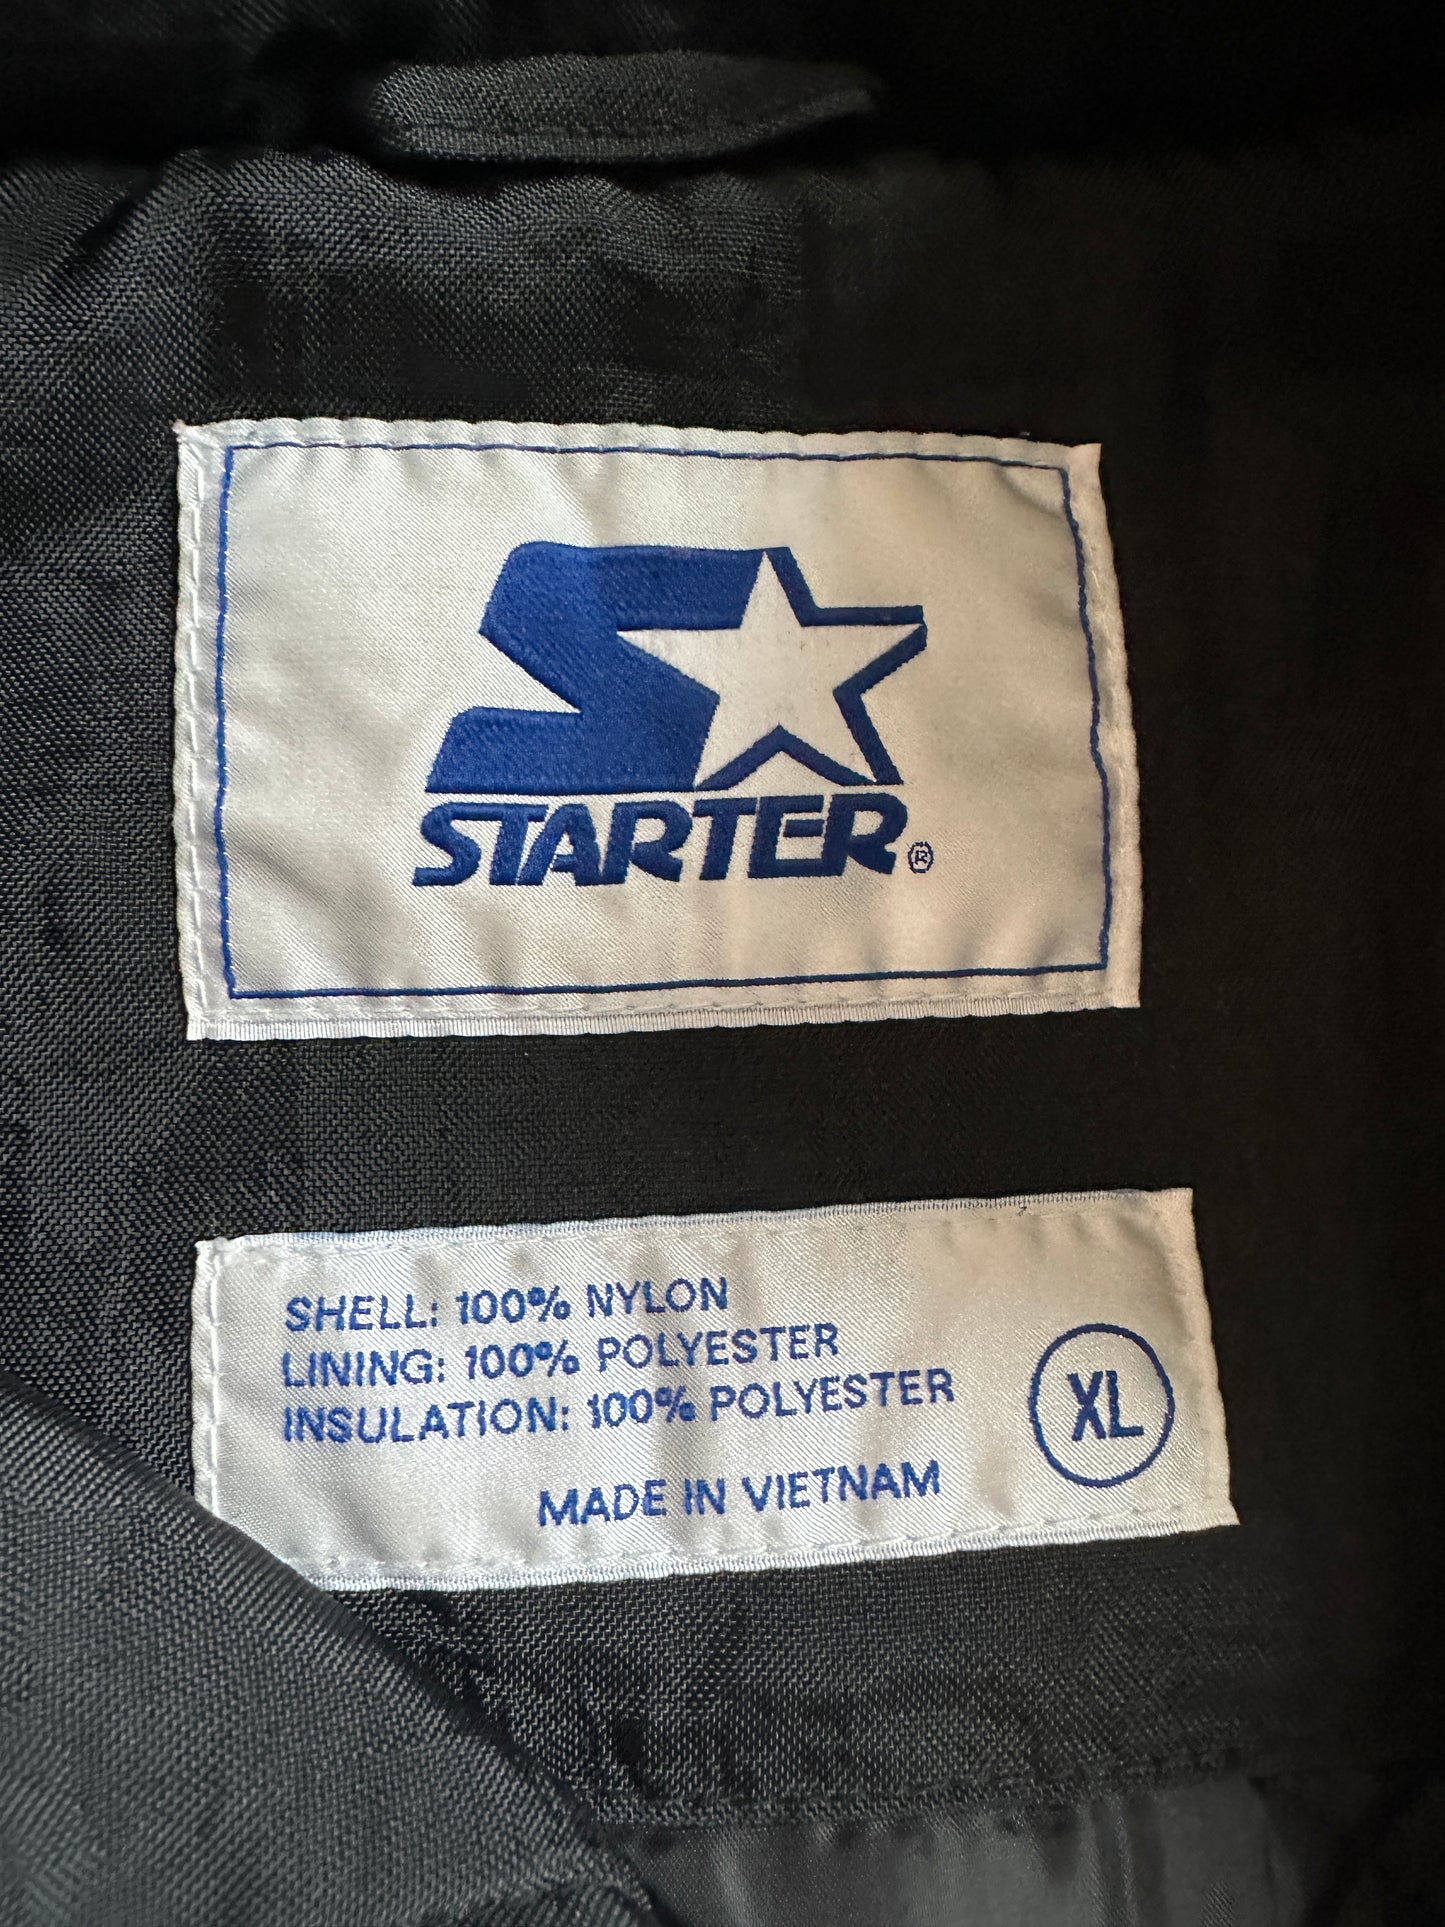 STARTER®
SHELL: 100% NYLON
LINING: 100% POLYESTER
INSULATION: 100% POLYESTER
XL
MADE IN VIETNAM